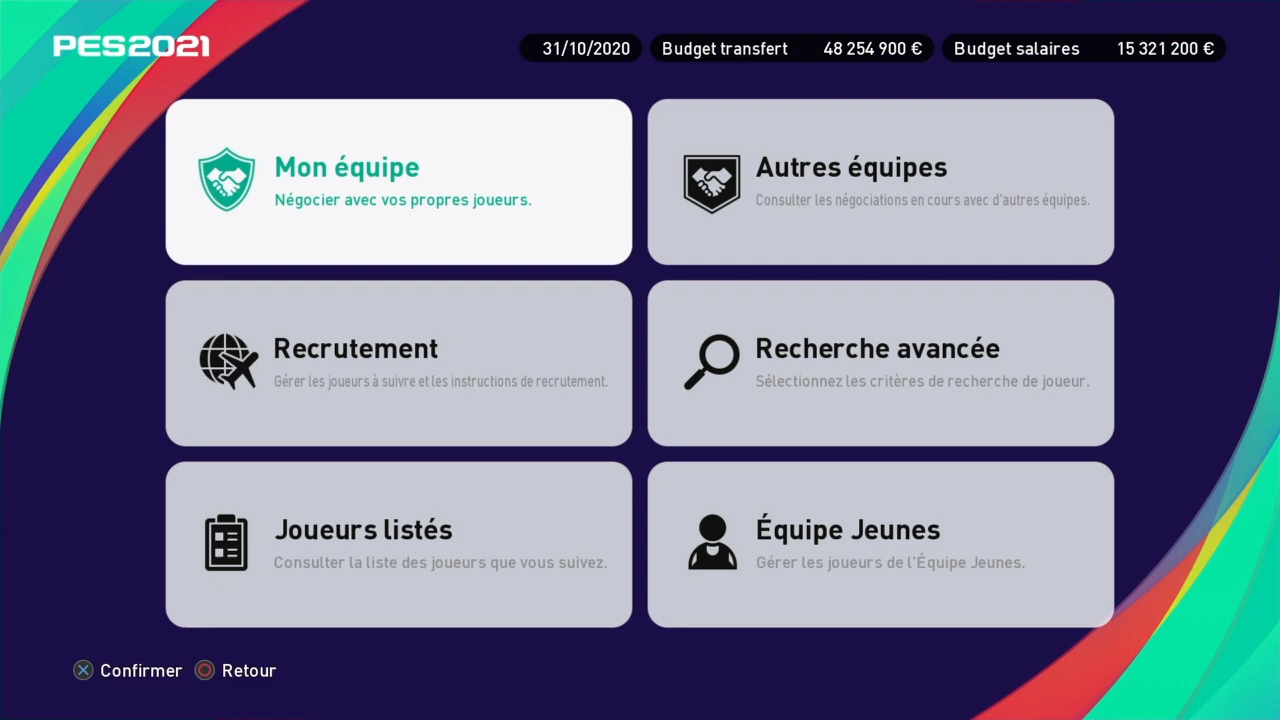 PES2021
31/10/2020
Budget transfert 48 254 900 €
Budget salaires 15 321 200 €
Mon équipe
Négocier avec vos propres joueurs.
Autres équipes
Consulter les négociations en cours avec d'autres équipes.
Recrutement
Gérer les joueurs à suivre et les instructions de recrutement.
Recherche avancée
Sélectionnez les critères de recherche de joueur.
Joueurs listés
Consulter la liste des joueurs que vous suivez.
Équipe Jeunes
Gérer les joueurs de l'Équipe Jeunes.
Confirmer
Retour